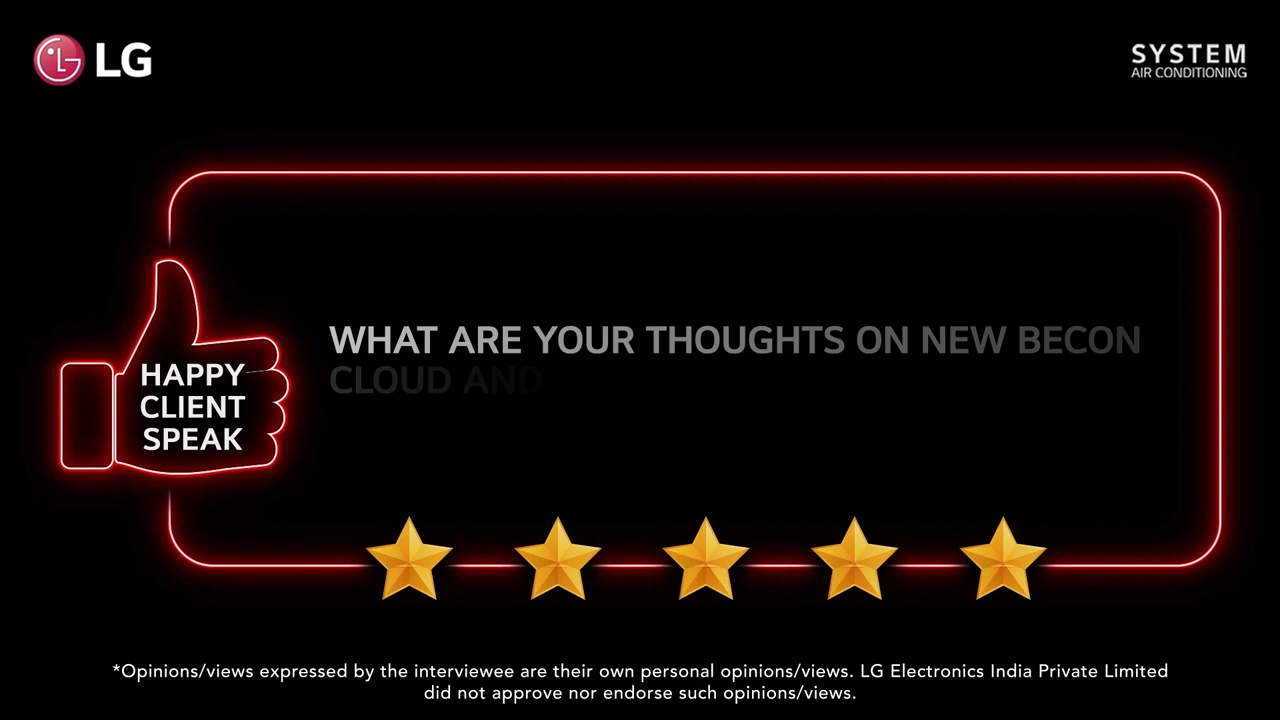 LG
SYSTEM
AIR CONDITIONING
HAPPY
CLIENT
SPEAK
WHAT ARE YOUR THOUGHTS ON NEW BECON
CLOUD AND
*Opinions/views expressed by the interviewee are their own personal opinions/views. LG Electronics India Private Limited
did not approve nor endorse such opinions/views.